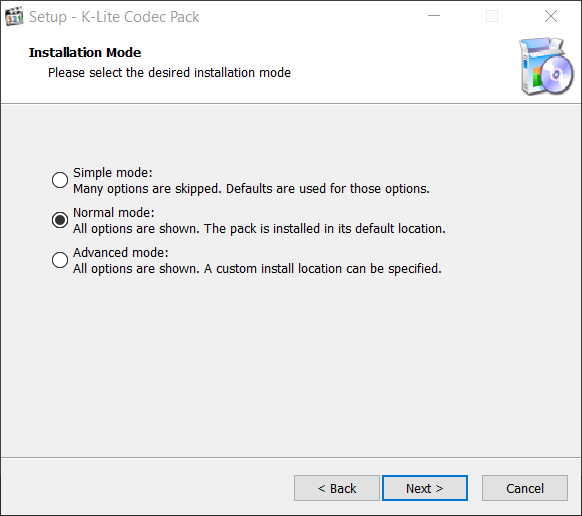 Setup - K-Lite Codec Pack
Installation Mode
Please select the desired installation mode
Simple mode:
Many options are skipped. Defaults are used for those options.
Normal mode:
All options are shown. The pack is installed in its default location.
Advanced mode:
All options are shown. A custom install location can be specified.
< Back
Next >
Cancel